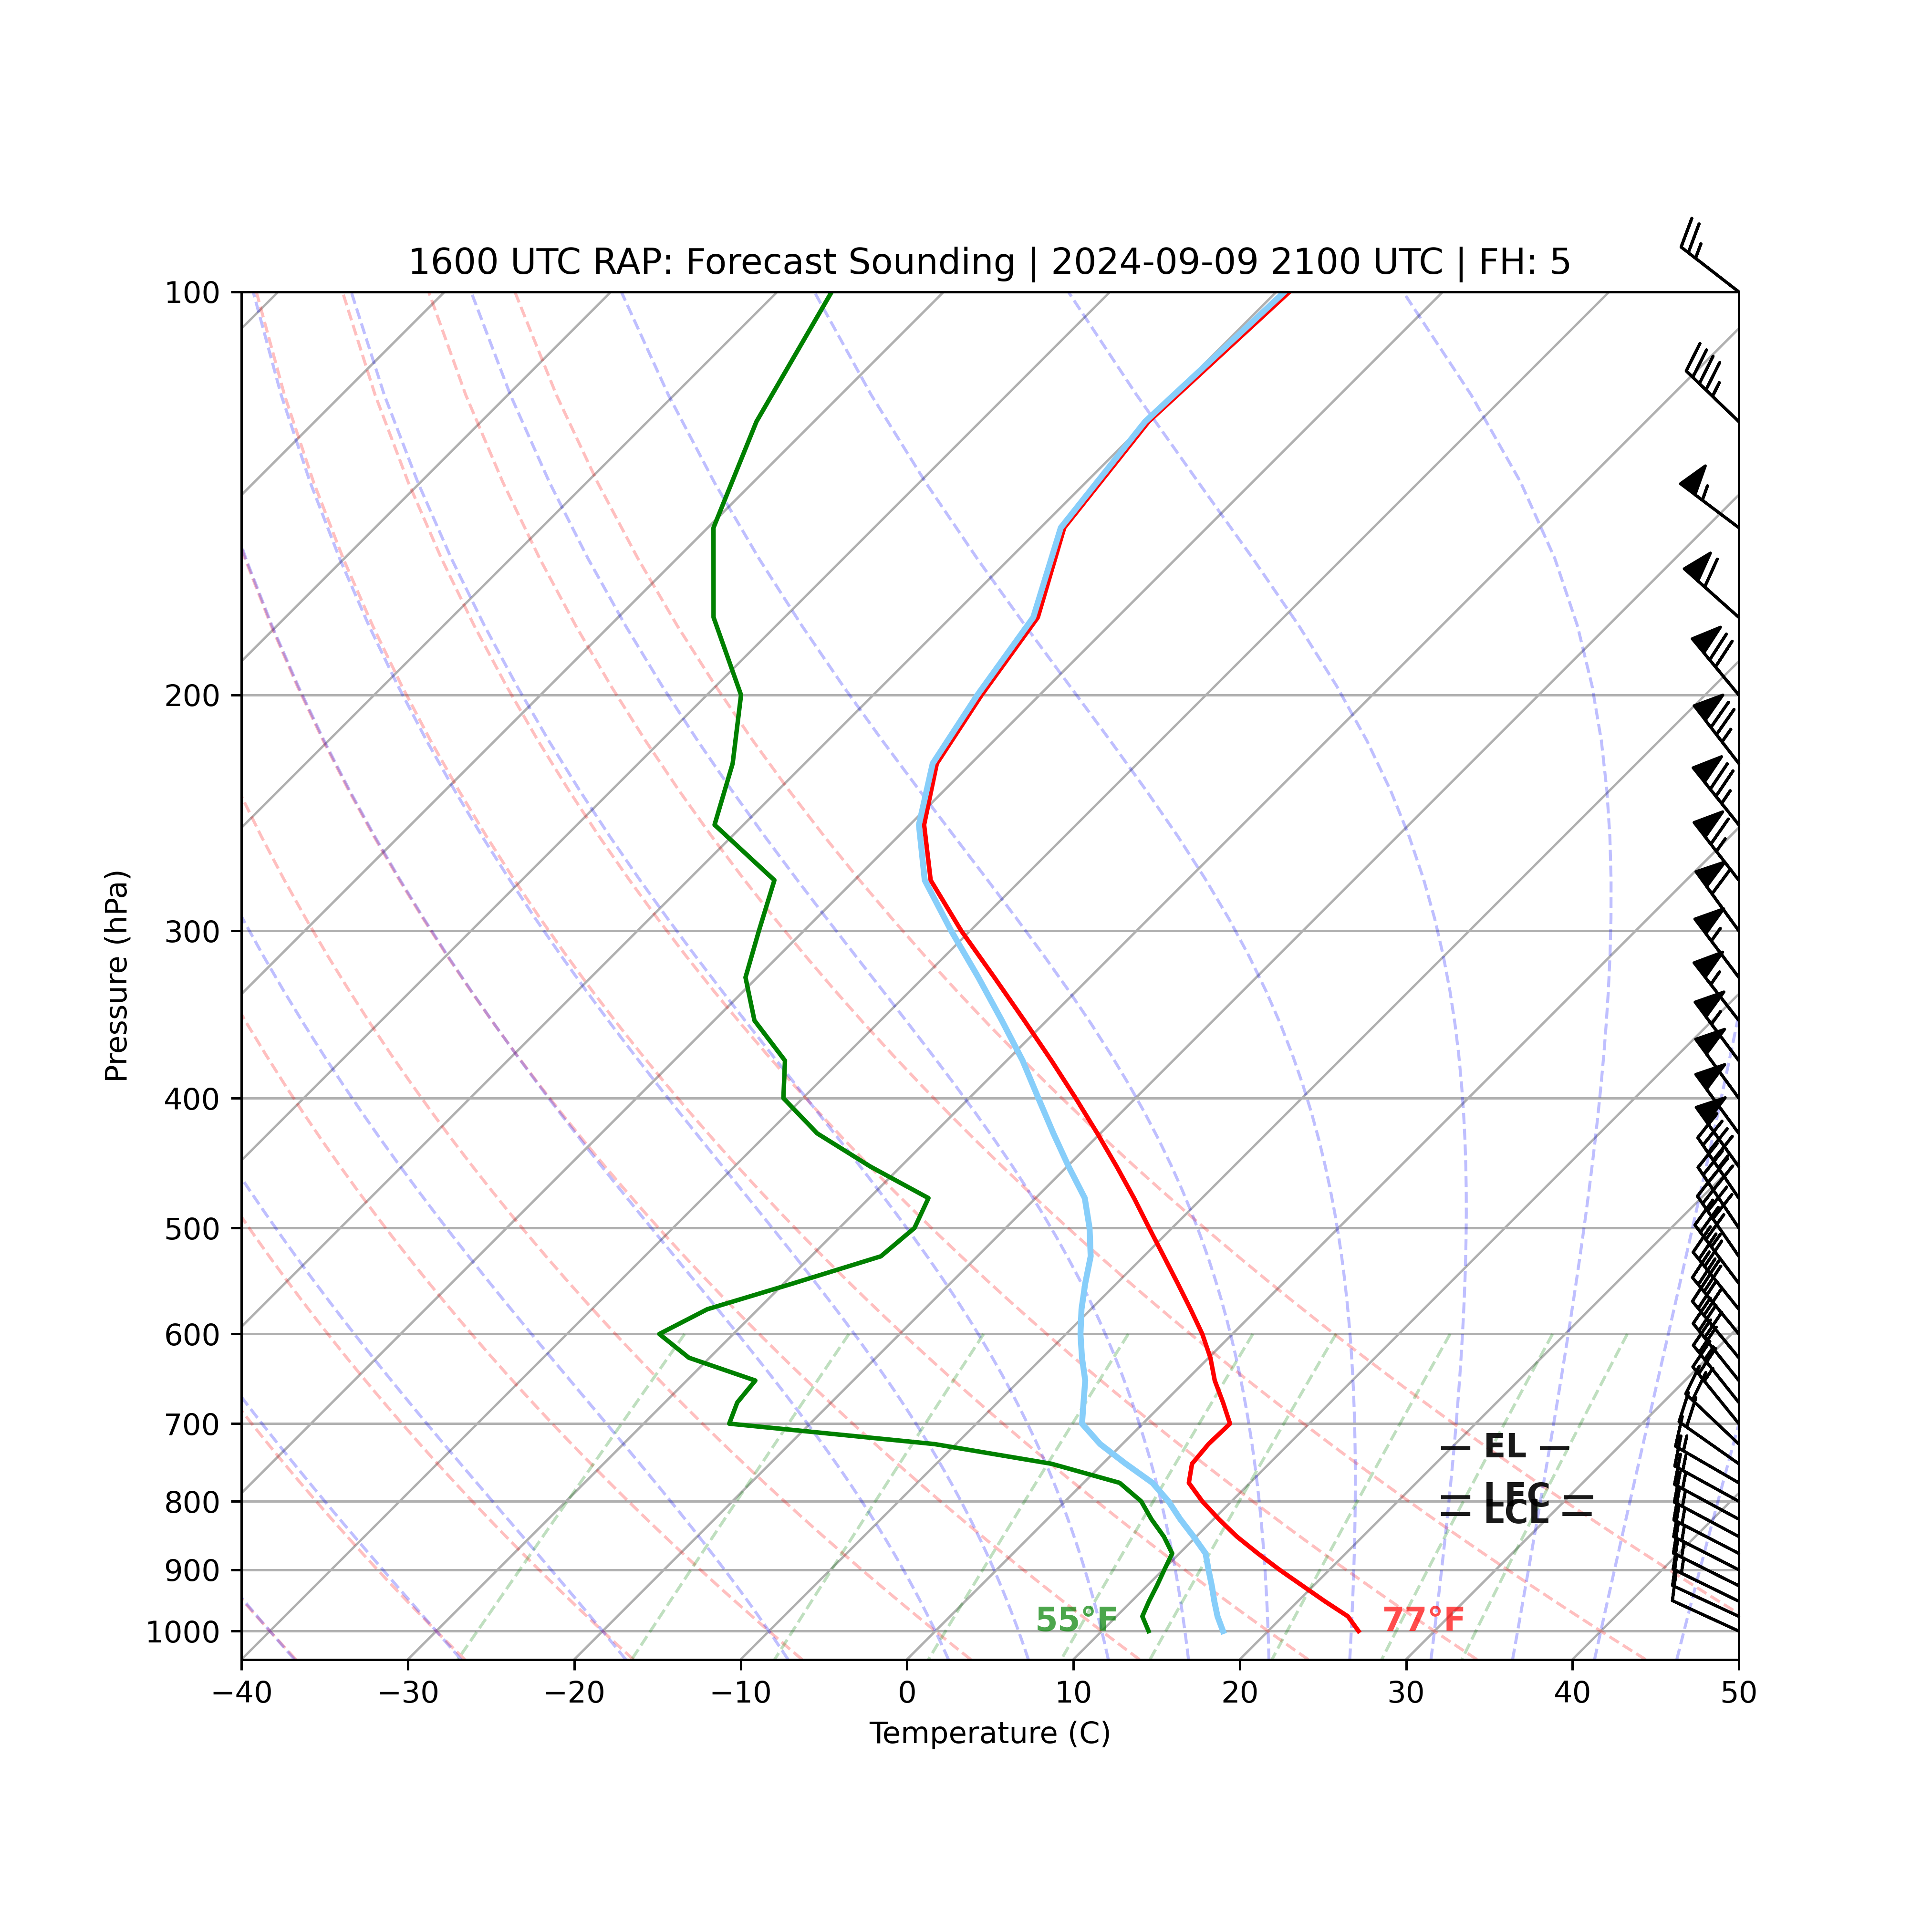 1600 UTC RAP: Forecast Sounding | 2024-09-09 2100 UTC | FH: 5
100
200
300
400
500
600
700
800
900
1000
Pressure (hPa)
— EL —
— LFC —
— LCL —
55°F
77°F
−40 −30 −20 −10 0 10 20 30 40 50
Temperature (C)